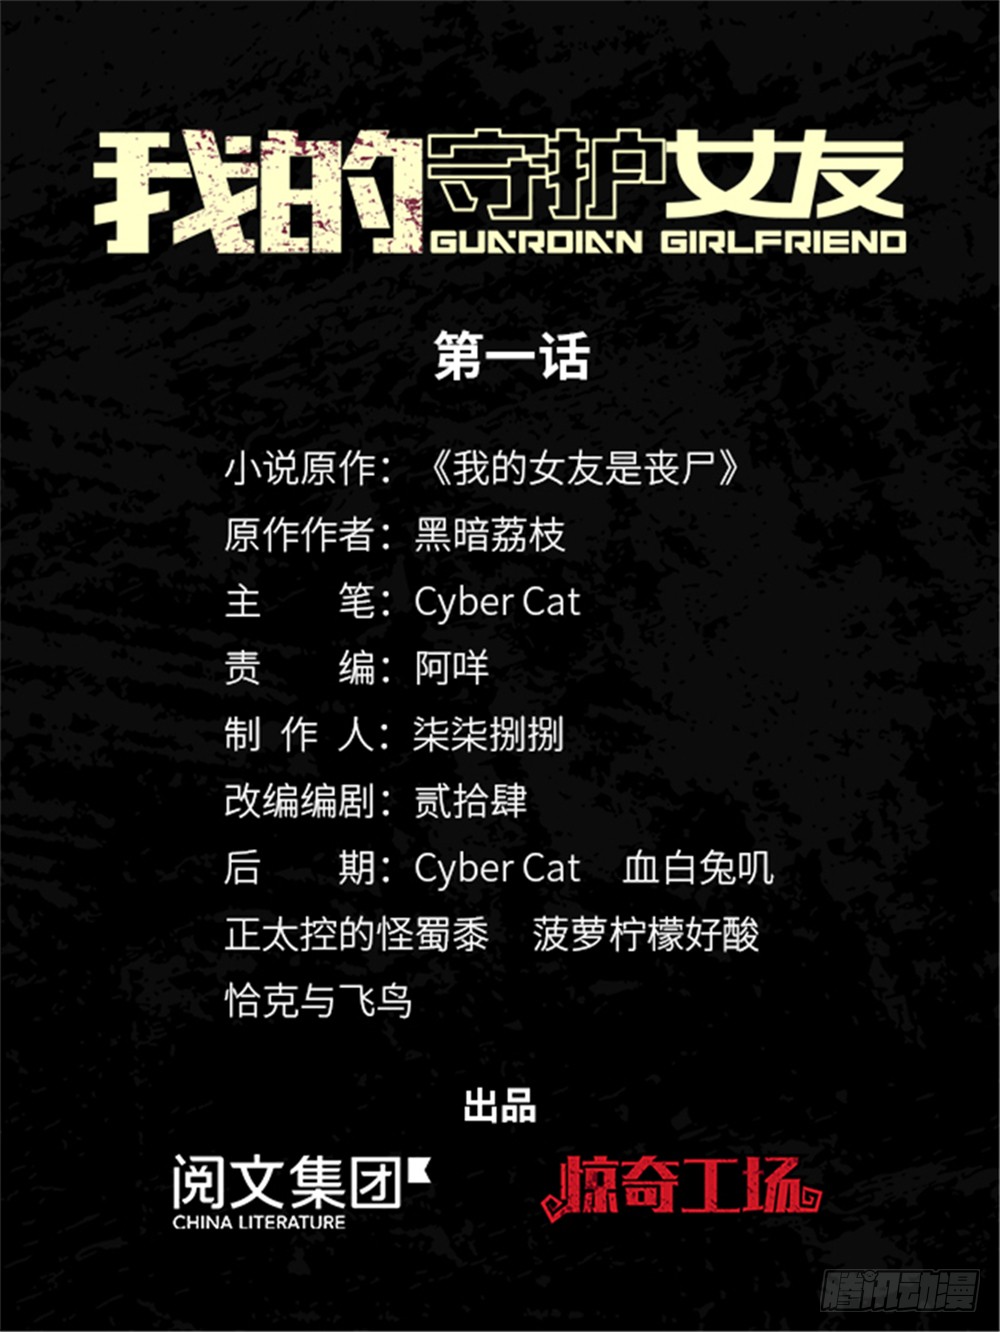 我的守护女友
GUARDIAN GIRLFRIEND
第一话
小说原作：《我的女友是丧尸》
原作作者：黑暗荔枝
主 笔：Cyber Cat
责 编：阿咩
制 作 人：柒柒捌捌
改编编剧：贰拾肆
后 期：Cyber Cat 血白兔叽
正太控的怪蜀黍 菠萝柠檬好酸
恰克与飞鸟
出品
阅文集团 惊奇工场
CHINA LITERATURE
腾讯动漫